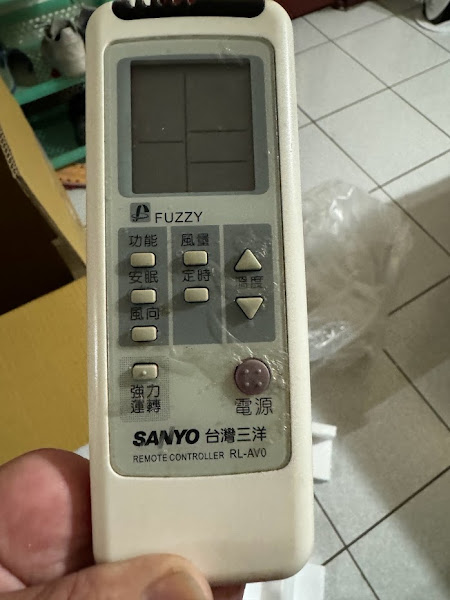 FUZZY
功能 風量
安眠 定時 溫度
風向
強力
運轉
電源
SANYO 台灣三洋
REMOTE CONTROLLER RL-AV0